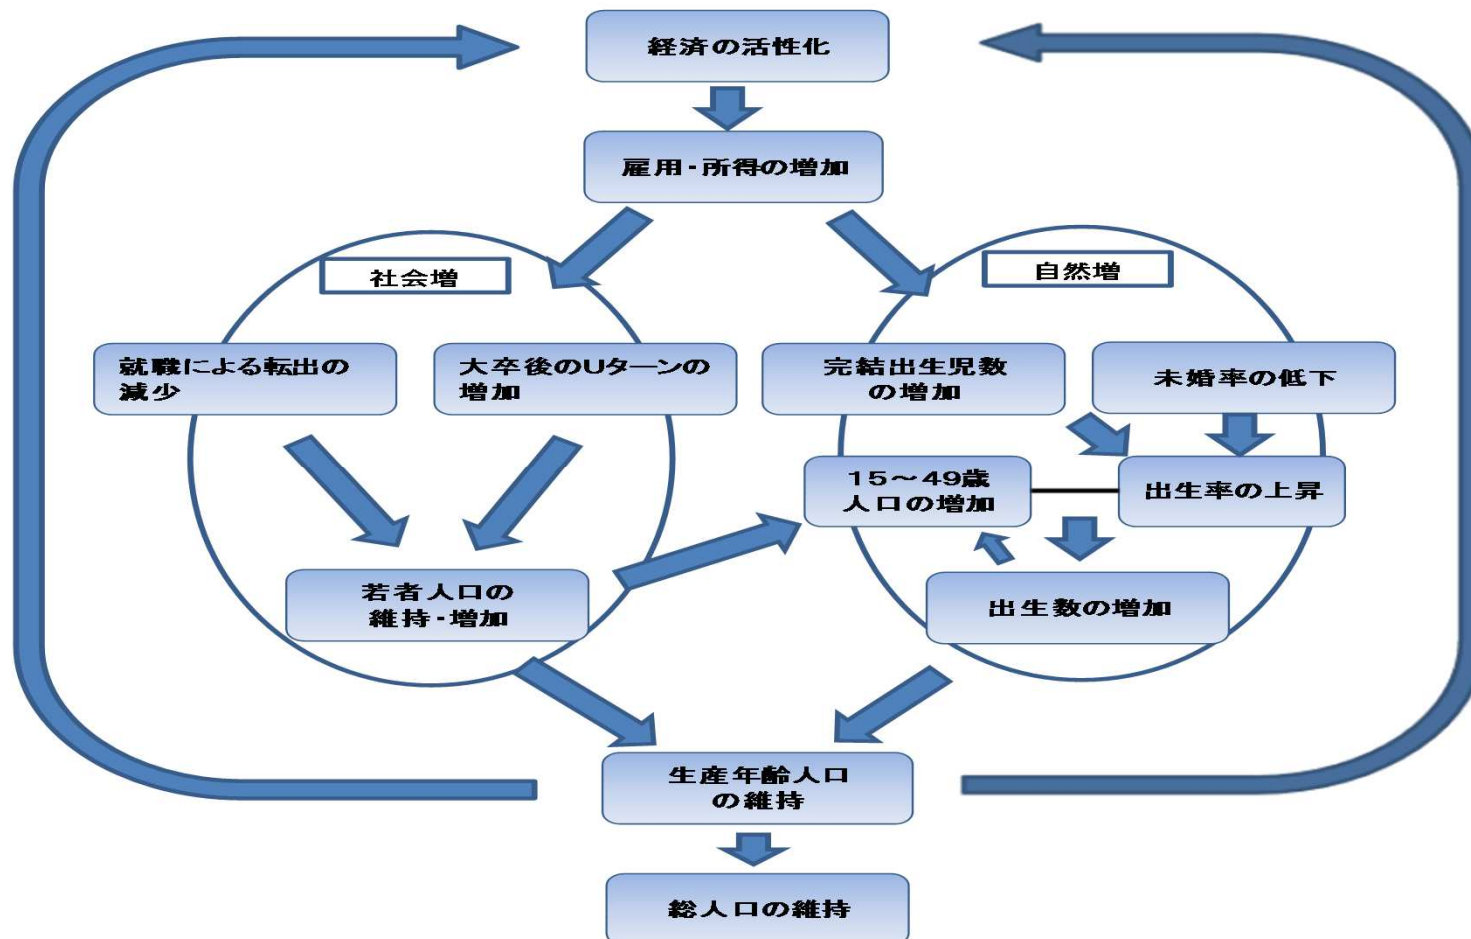 経済の活性化
雇用・所得の増加
社会増
自然増
就職による転出の
減少
大卒後のUターンの
増加
完結出生児数
の増加
未婚率の低下
15～49歳
人口の増加
出生率の上昇
若者人口の
維持・増加
出生数の増加
生産年齢人口
の維持
総人口の維持